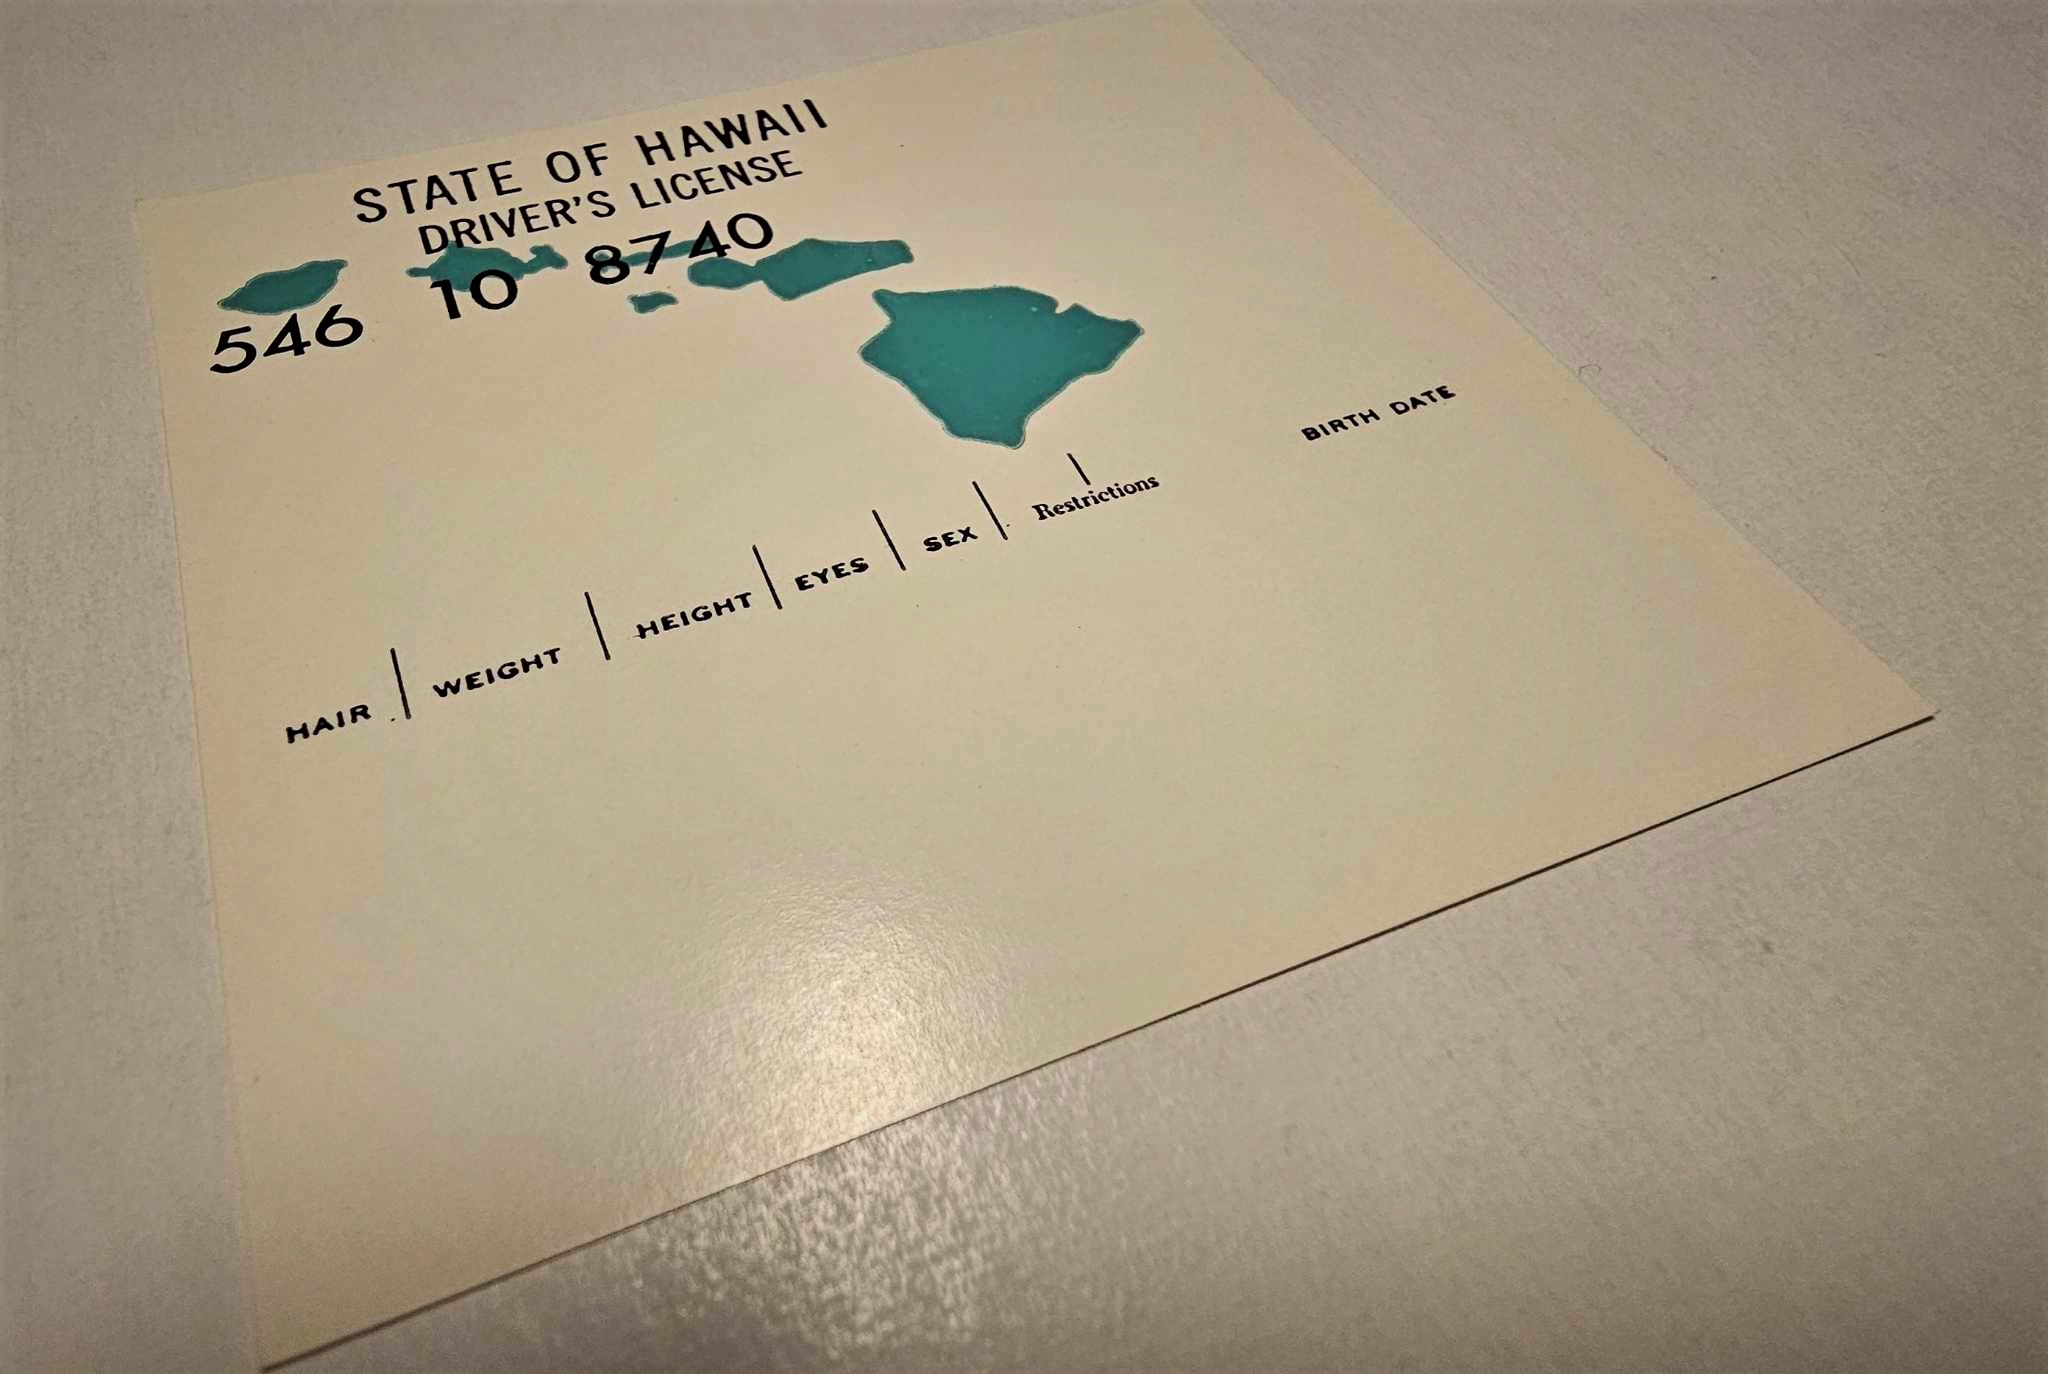 STATE OF HAWAII
DRIVER'S LICENSE
546 10 8740
BIRTH DATE
HAIR WEIGHT HEIGHT EYES SEX Restrictions